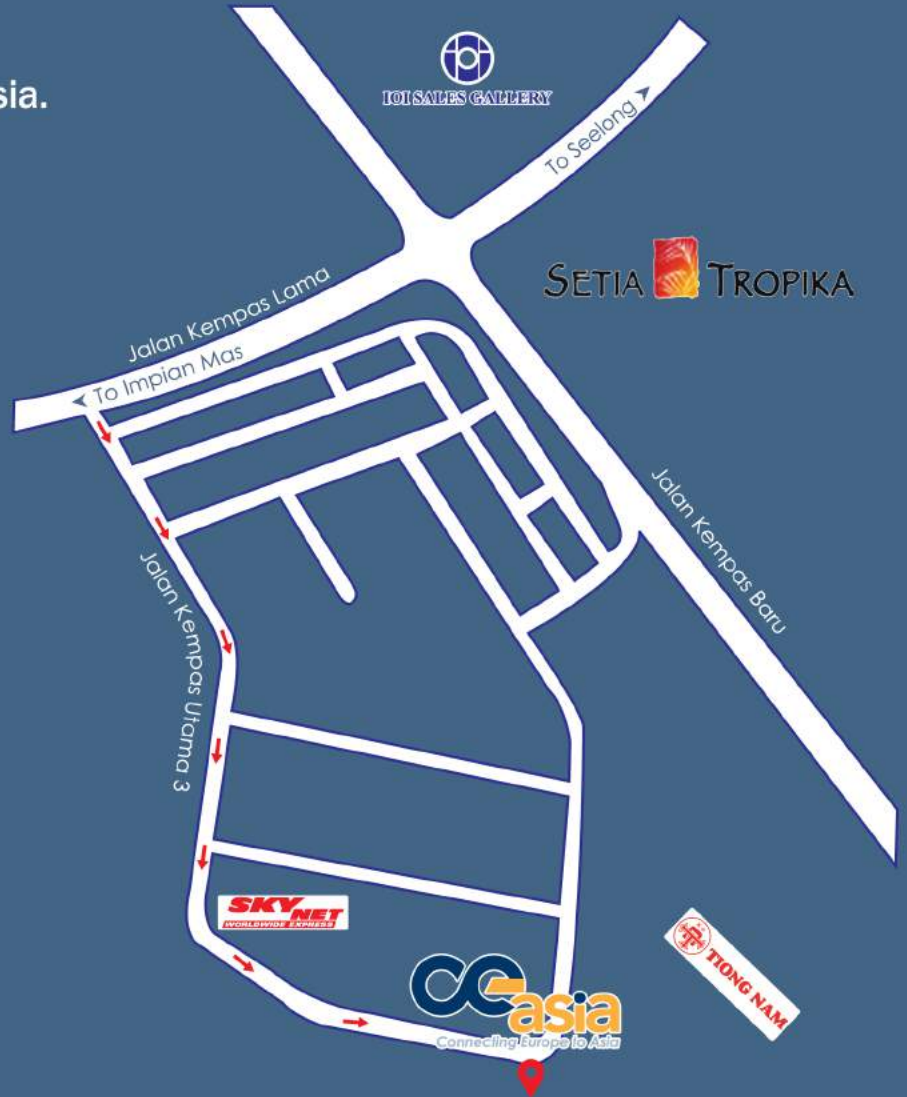 sia.
IOI SALES GALLERY
To Seelong
SETIA TROPIKA
Jalan Kempas Lama
To Impian Mas
Jalan Kempas Baru
Jalan Kempas Utama 3
SKYNET
WORLDWIDE EXPRESS
TIONG NAM
CE asia
Connecting Europe to Asia